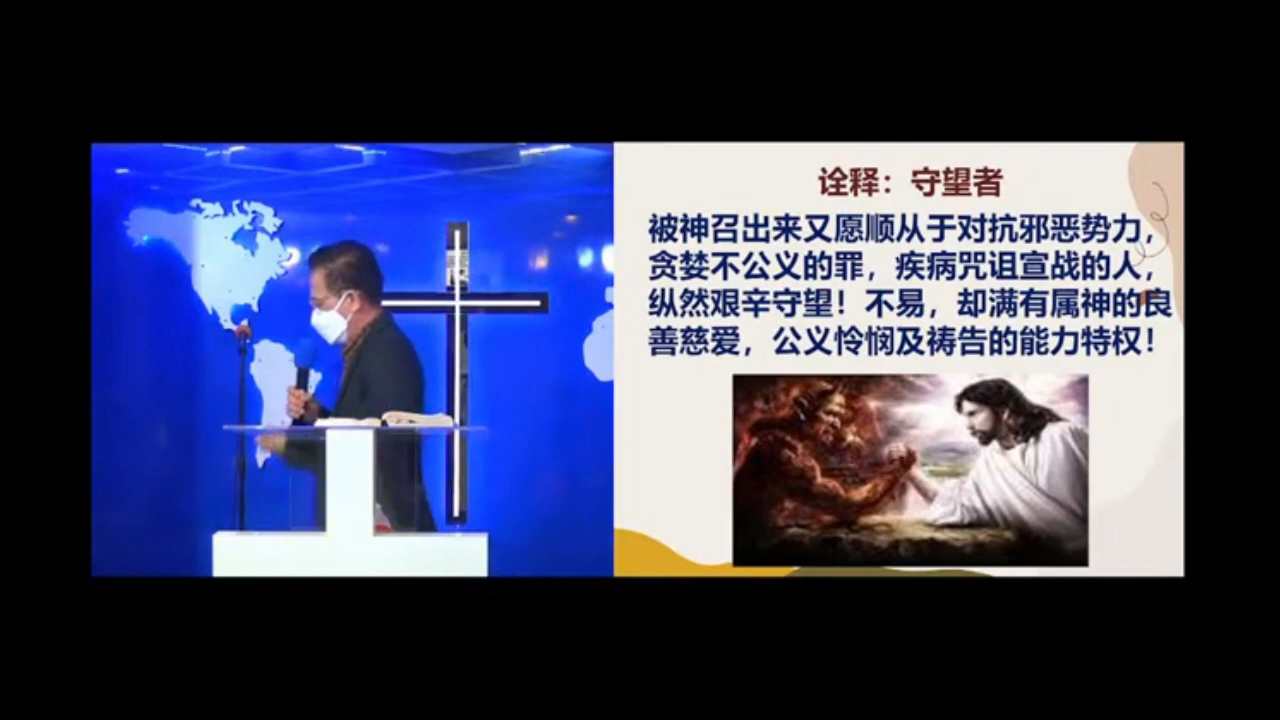 诠释：守望者
被神召出来又愿顺从于对抗邪恶势力，
贪婪不公义的罪，疾病咒诅宣战的人，
纵然艰辛守望！不易，却满有属神的良
善慈爱，公义怜悯及祷告的能力特权！